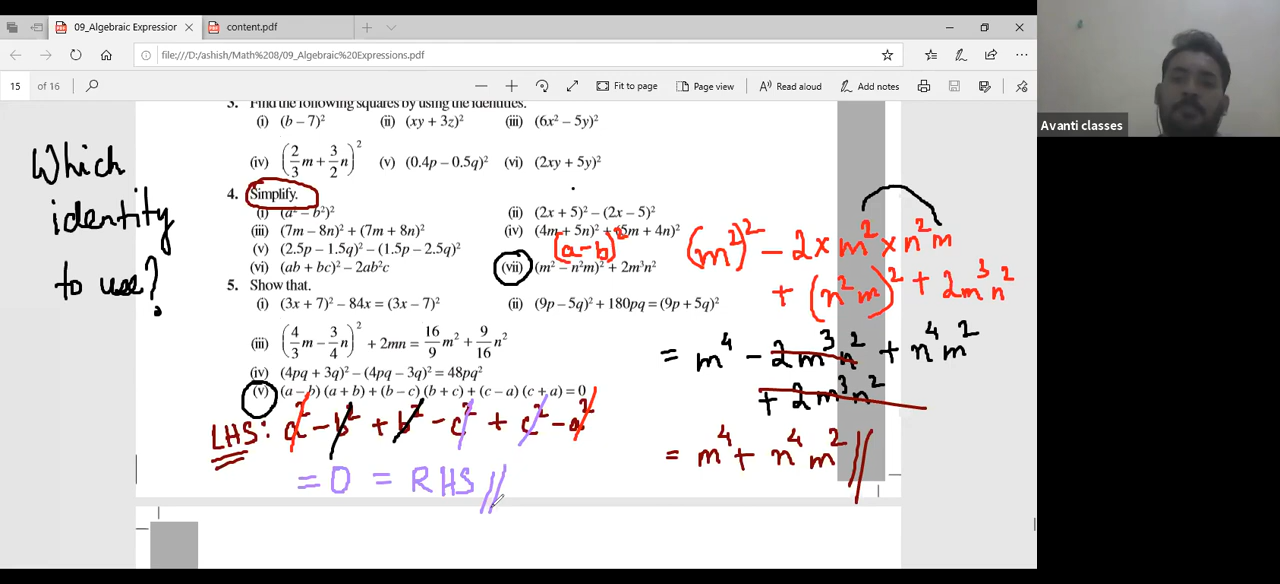 09_Algebraic Expression
content.pdf
file:///D:/ashish/Math%208/09_Algebraic%20Expressions.pdf
15 of 16
Fit to page
Page view
Read aloud
Add notes
Avanti classes
3. Find the following squares by using the identities.
(i) (b – 7)² (ii) (xy + 3z)² (iii) (6x² – 5y)²
(iv) (2/3 m + 3/2 n)² (v) (0.4p – 0.5q)² (vi) (2xy + 5y)²
4. Simplify.
(i) (a² – b²)² (ii) (2x + 5)² – (2x – 5)²
(iii) (7m – 8n)² + (7m + 8n)² (iv) (4m + 5n)² + (5m + 4n)²
(v) (2.5p – 1.5q)² – (1.5p – 2.5q)²
(vi) (ab + bc)² – 2ab²c (vii) (m² – n²m)² + 2m³n²
5. Show that.
(i) (3x + 7)² – 84x = (3x – 7)² (ii) (9p – 5q)² + 180pq = (9p + 5q)²
(iii) (4/3 m – 3/4 n)² + 2mn = 16/9 m² + 9/16 n²
(iv) (4pq + 3q)² – (4pq – 3q)² = 48pq²
(v) (a – b) (a + b) + (b – c) (b + c) + (c – a) (c + a) = 0
Which
identity
to use?
(a-b)²
(m²)² - 2 × m² × n²m
+ (n²m)² + 2m³n²
= m⁴ - 2m³n² + n⁴m²
+ 2m³n²
= m⁴ + n⁴m² //
LHS: a² - b² + b² - c² + c² - a²
= 0 = RHS //